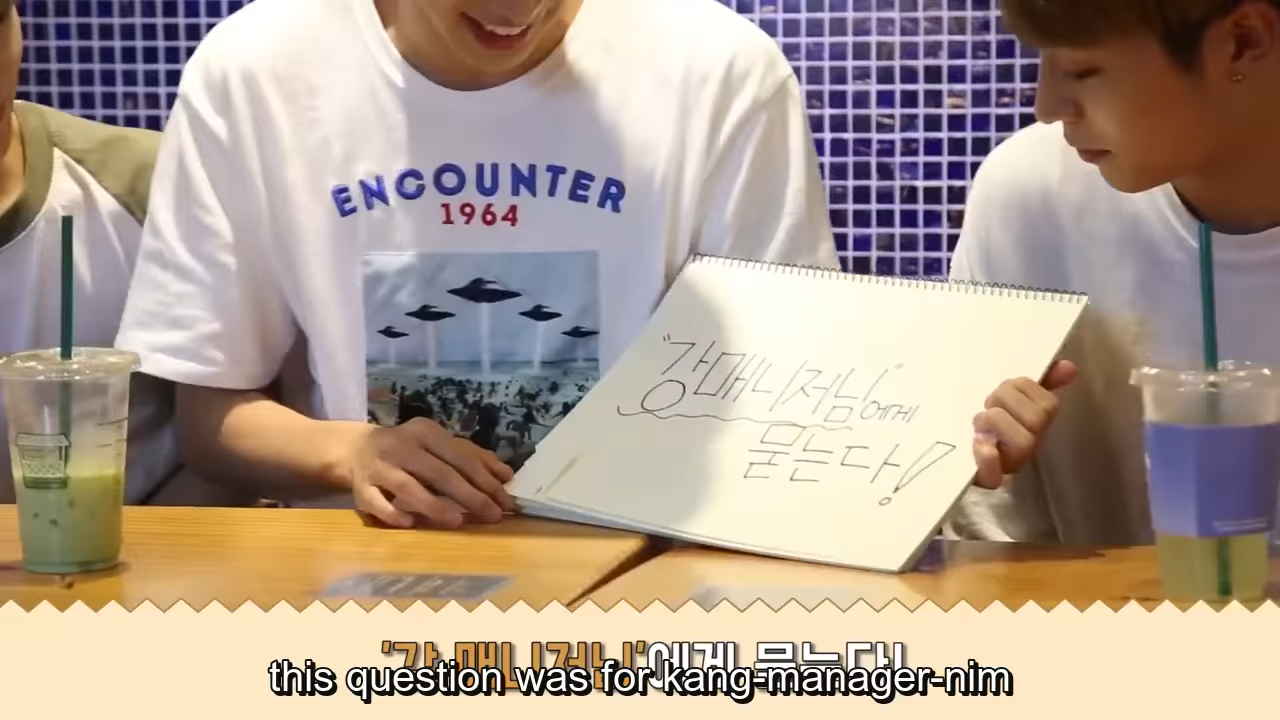 ENCOUNTER
1964
"강매니저님"에게
묻는다!
'강 매니저님'에게 묻는다!
this question was for kang-manager-nim